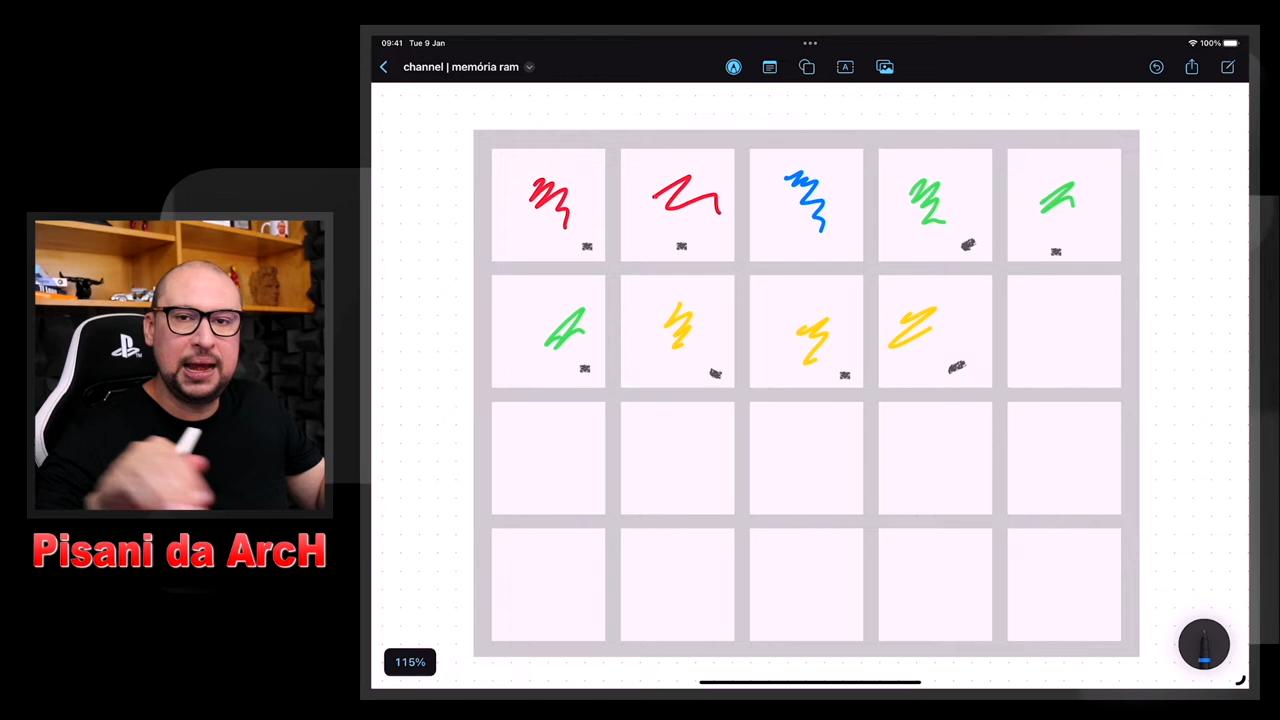 09:41 Tue 9 Jan
100%
channel | memória ram
A
Pisani da ArcH
115%